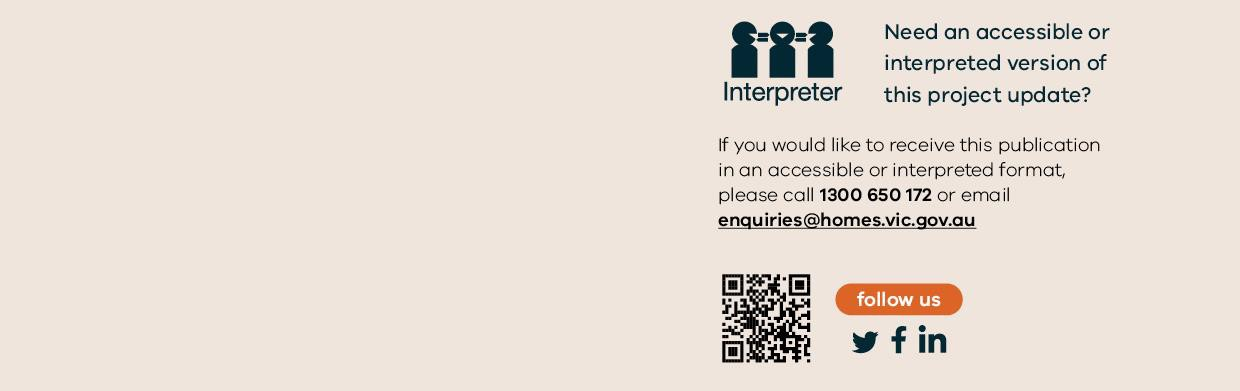 Interpreter
Need an accessible or
interpreted version of
this project update?
If you would like to receive this publication
in an accessible or interpreted format,
please call 1300 650 172 or email
enquiries@homes.vic.gov.au
follow us